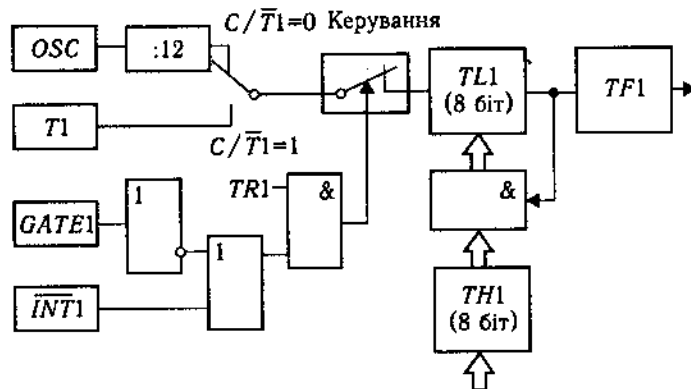 C/T̅1=0 Керування
OSC
:12
TL1
(8 біт)
TF1
T1
C/T̅1=1
TR1
&
&
GATE1
1
1
I̅N̅T̅1
TH1
(8 біт)